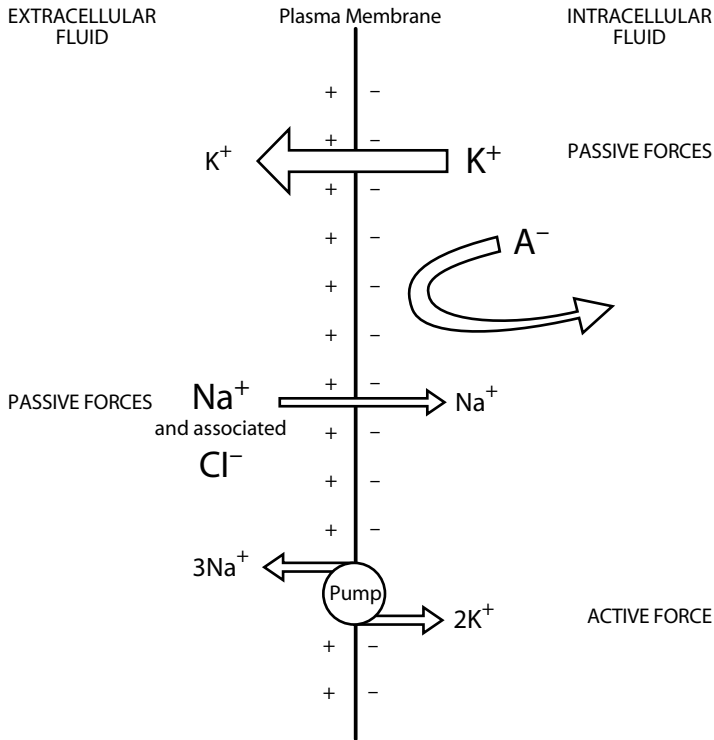 EXTRACELLULAR FLUID
Plasma Membrane
INTRACELLULAR FLUID
+ −
+ −
K⁺ K⁺ PASSIVE FORCES
+ −
+ −
A⁻
+ −
+ −
+ −
PASSIVE FORCES Na⁺ Na⁺
and associated
+ −
Cl⁻
+ −
+ −
3Na⁺
Pump
2K⁺ ACTIVE FORCE
+ −
+ −